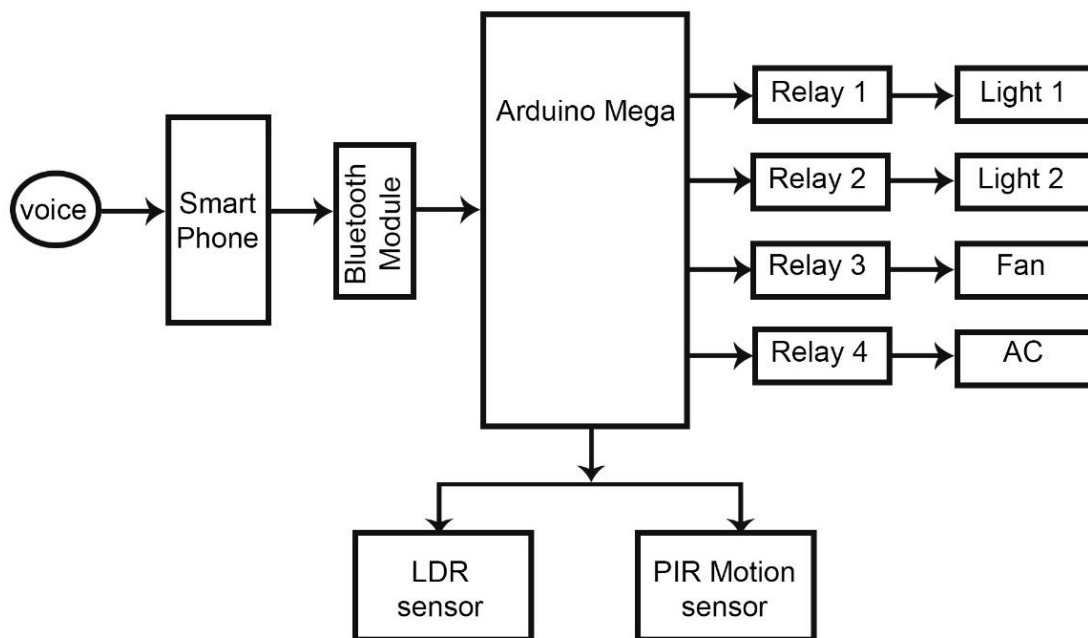 voice
Smart
Phone
Bluetooth
Module
Arduino Mega
Relay 1
Light 1
Relay 2
Light 2
Relay 3
Fan
Relay 4
AC
LDR
sensor
PIR Motion
sensor